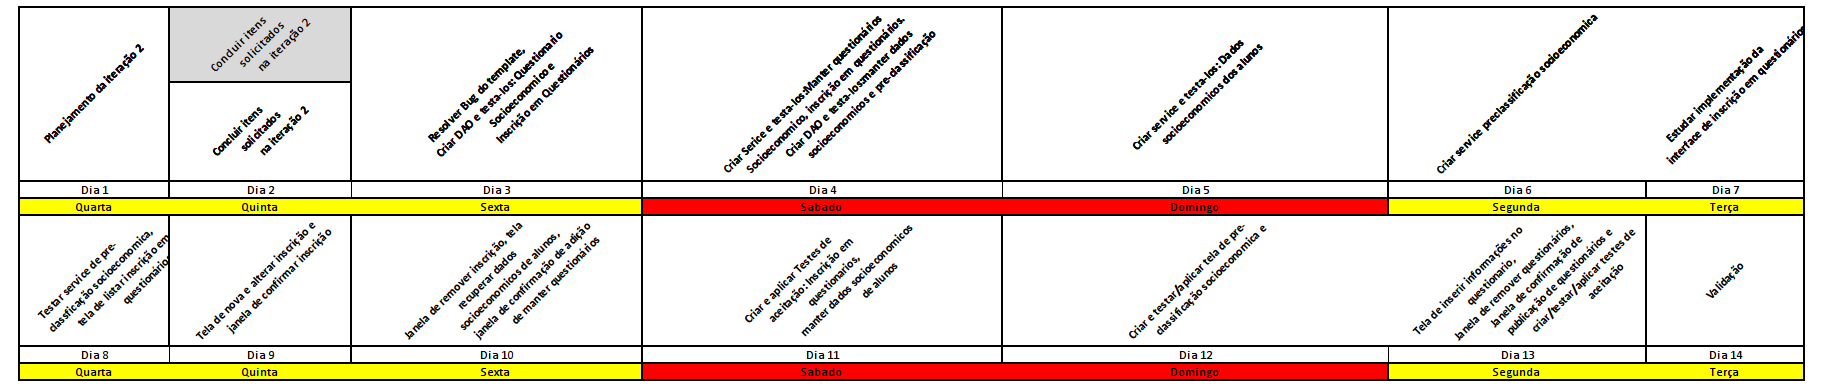 Planejamento da iteração 2
Concluir itens
solicitados
na iteração 2
Concluir itens
solicitados
na iteração 2
Resolver Bug do template,
Criar DAO e testa-los: Questionario
Socioeconomico e
Inscrição em Questionários
Criar Serice e testa-los:Manter questionários
Socioeconomico, inscrição em questionários.
Criar DAO e testa-los:manter dados
socioeconomicos e pre-classificação
Criar service e testa-los: Dados
socioeconomicos dos alunos
Criar service preclassificação socioeconomica
Estudar implementação da
interface de inscrição em questionários
Dia 1 Dia 2 Dia 3 Dia 4 Dia 5 Dia 6 Dia 7
Quarta Quinta Sexta Sabado Domingo Segunda Terça
Testar service de pre-
classficação socioeconomica,
tela de listar inscrição em
questionário
Tela de nova e alterar inscrição e
janela de confirmar inscrição
Janela de remover inscrição, tela
recuperar dados
socioeconomicos de alunos,
janela de confirmação de adição
de manter questionários
Criar e aplicar Testes de
aceitação: Inscrição em
questionarios,
manter dados socioeconomicos
de alunos
Criar e testar/aplicar tela de pre-
classificação socioeconomica e
Tela de inserir informações no
questionario,
Janela de remover questionários,
Janela de confirmação de
publicação de questionários e
criar/testar/aplicar testes de
aceitação
Validação
Dia 8 Dia 9 Dia 10 Dia 11 Dia 12 Dia 13 Dia 14
Quarta Quinta Sexta Sabado Domingo Segunda Terça